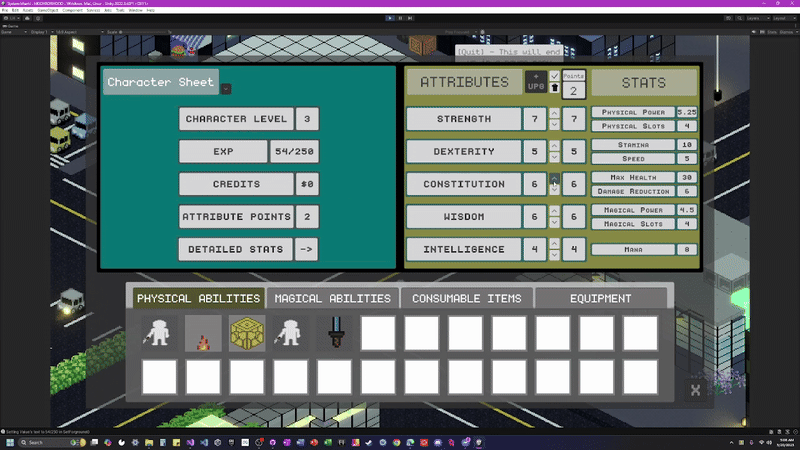 [Quit] - This will end
Character Sheet
-
CHARACTER LEVEL 3
EXP 54/250
CREDITS $0
ATTRIBUTE POINTS 2
DETAILED STATS ->
ATTRIBUTES
Points
2
STRENGTH 7 7
DEXTERITY 5 5
CONSTITUTION 6 6
WISDOM 6 6
INTELLIGENCE 4 4
STATS
Physical Power 5.25
Physical Slots 4
Stamina 10
Speed 5
Max Health 30
Damage Reduction 6
Magical Power 4.5
Magical Slots 4
Mana 8
PHYSICAL ABILITIES
MAGICAL ABILITIES
CONSUMABLE ITEMS
EQUIPMENT
X
Search